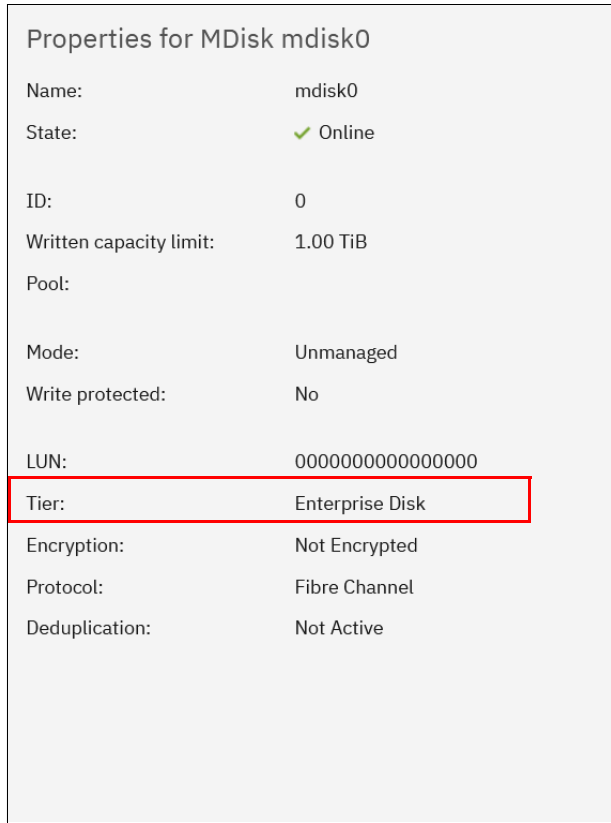 Properties for MDisk mdisk0
Name: mdisk0
State: Online
ID: 0
Written capacity limit: 1.00 TiB
Pool:
Mode: Unmanaged
Write protected: No
LUN: 0000000000000000
Tier: Enterprise Disk
Encryption: Not Encrypted
Protocol: Fibre Channel
Deduplication: Not Active